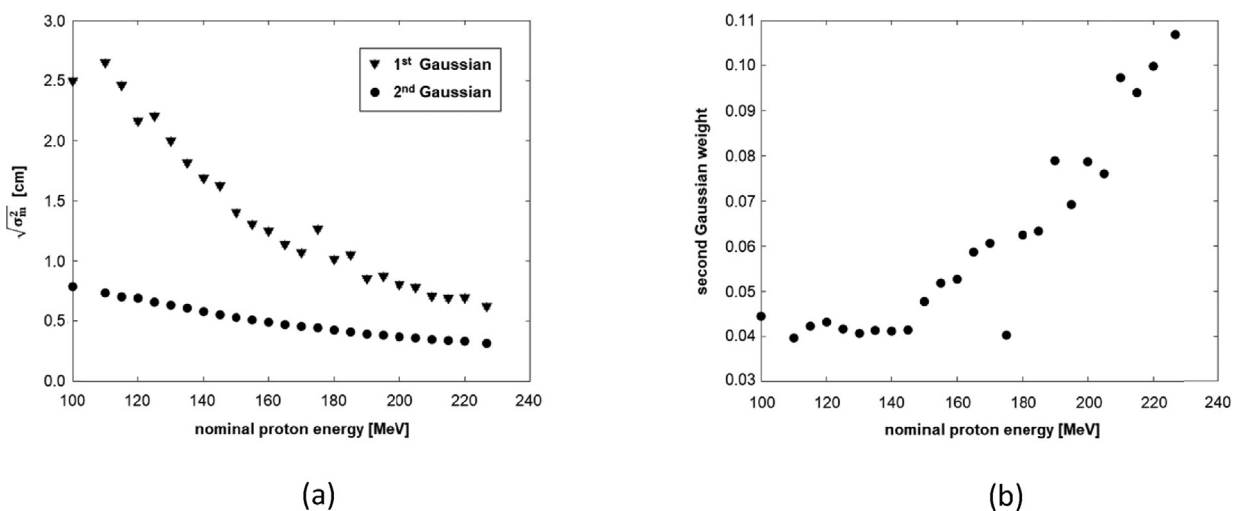 3.0
2.5
2.0
1.5
1.0
0.5
0.0
√σ²m [cm]
1st Gaussian
2nd Gaussian
100 120 140 160 180 200 220 240
nominal proton energy [MeV]
(a)
0.11
0.10
0.09
0.08
0.07
0.06
0.05
0.04
0.03
second Gaussian weight
100 120 140 160 180 200 220 240
nominal proton energy [MeV]
(b)